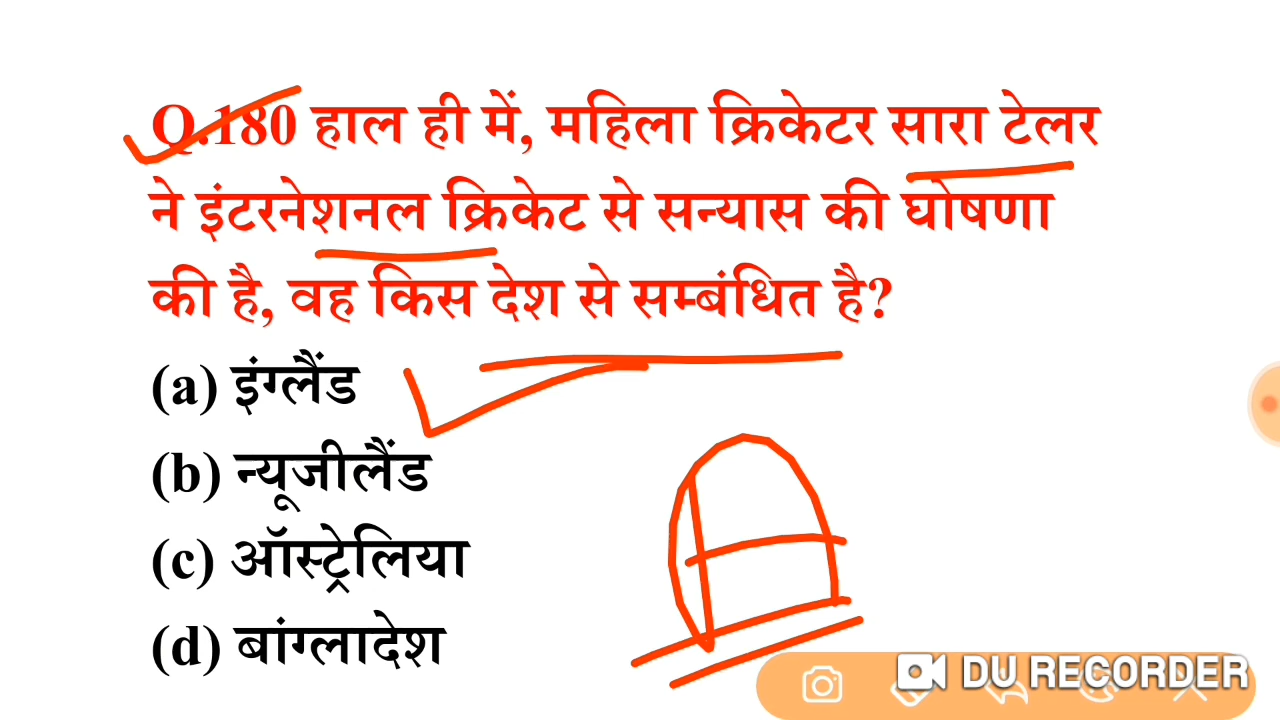 Q.180 हाल ही में, महिला क्रिकेटर सारा टेलर
ने इंटरनेशनल क्रिकेट से सन्यास की घोषणा
की है, वह किस देश से सम्बंधित है?
(a) इंग्लैंड
(b) न्यूजीलैंड
(c) ऑस्ट्रेलिया
(d) बांग्लादेश
A
DU RECORDER